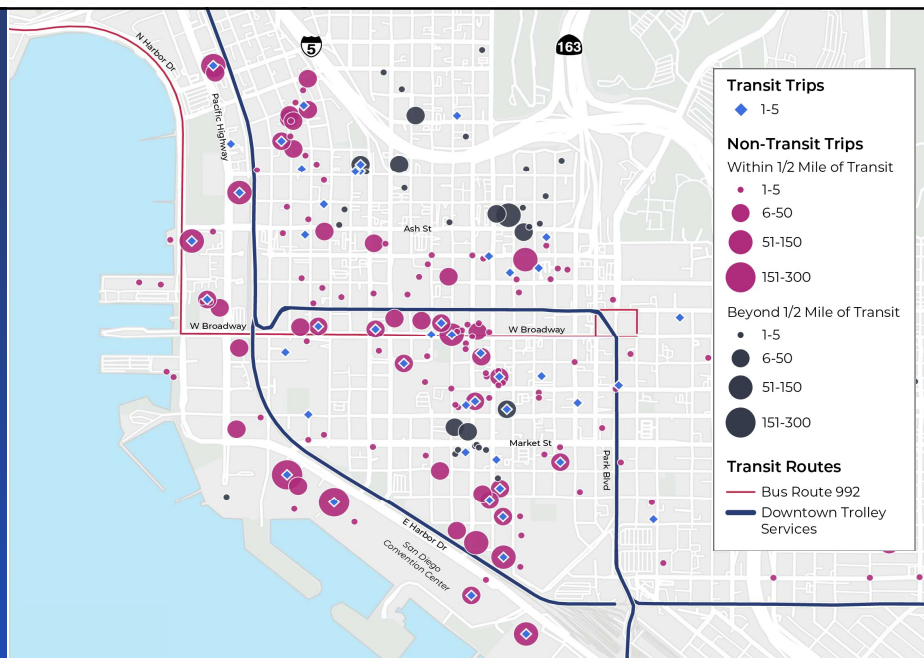 N Harbor Dr
Pacific Highway
5
163
Ash St
W Broadway
W Broadway
Market St
Park Blvd
E Harbor Dr
San Diego
Convention Center
Transit Trips
1-5
Non-Transit Trips
Within 1/2 Mile of Transit
1-5
6-50
51-150
151-300
Beyond 1/2 Mile of Transit
1-5
6-50
51-150
151-300
Transit Routes
Bus Route 992
Downtown Trolley
Services